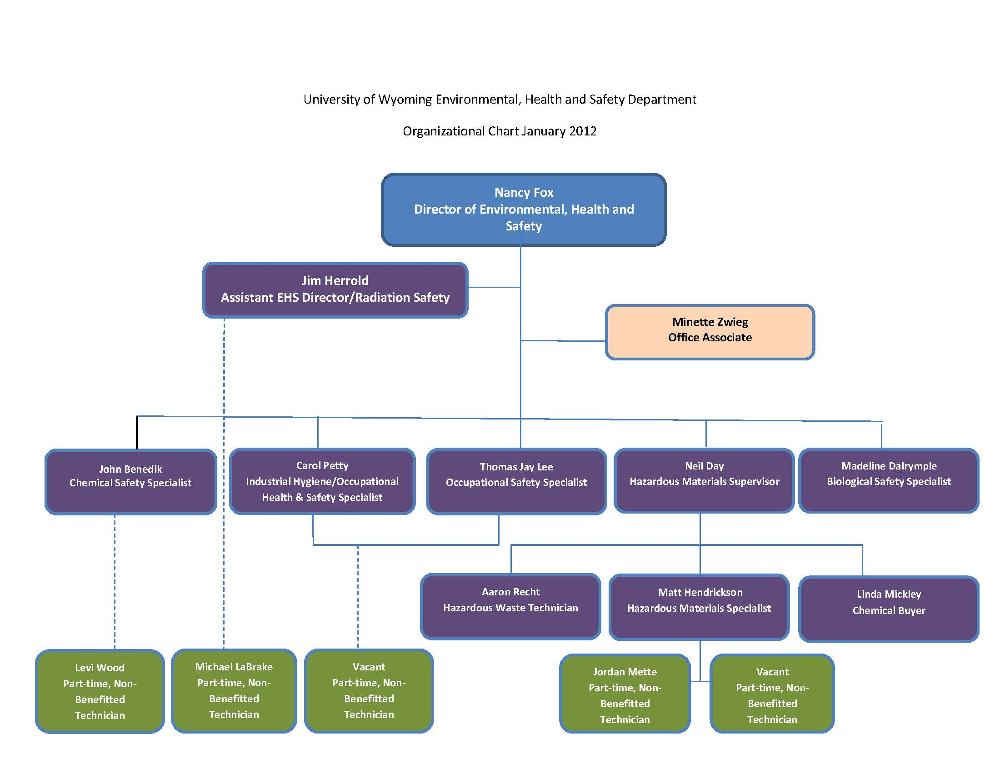 University of Wyoming Environmental, Health and Safety Department
Organizational Chart January 2012
Nancy Fox
Director of Environmental, Health and
Safety
Jim Herrold
Assistant EHS Director/Radiation Safety
Minette Zwieg
Office Associate
John Benedik
Chemical Safety Specialist
Carol Petty
Industrial Hygiene/Occupational
Health & Safety Specialist
Thomas Jay Lee
Occupational Safety Specialist
Neil Day
Hazardous Materials Supervisor
Madeline Dalrymple
Biological Safety Specialist
Aaron Recht
Hazardous Waste Technician
Matt Hendrickson
Hazardous Materials Specialist
Linda Mickley
Chemical Buyer
Levi Wood
Part-time, Non-
Benefitted
Technician
Michael LaBrake
Part-time, Non-
Benefitted
Technician
Vacant
Part-time, Non-
Benefitted
Technician
Jordan Mette
Part-time, Non-
Benefitted
Technician
Vacant
Part-time, Non-
Benefitted
Technician